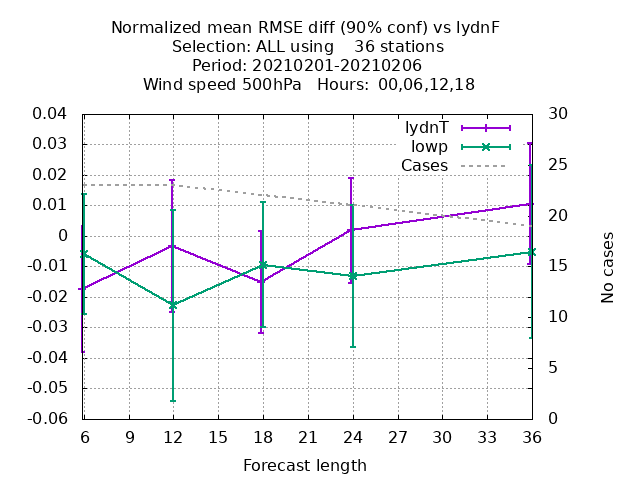 Normalized mean RMSE diff (90% conf) vs lydnF
Selection: ALL using    36 stations
Period: 20210201-20210206
Wind speed 500hPa   Hours:  00,06,12,18
0.04
0.03
0.02
0.01
0
-0.01
-0.02
-0.03
-0.04
-0.05
-0.06
lydnT
lowp
Cases
30
25
20
15
10
5
0
No cases
6 9 12 15 18 21 24 27 30 33 36
Forecast length